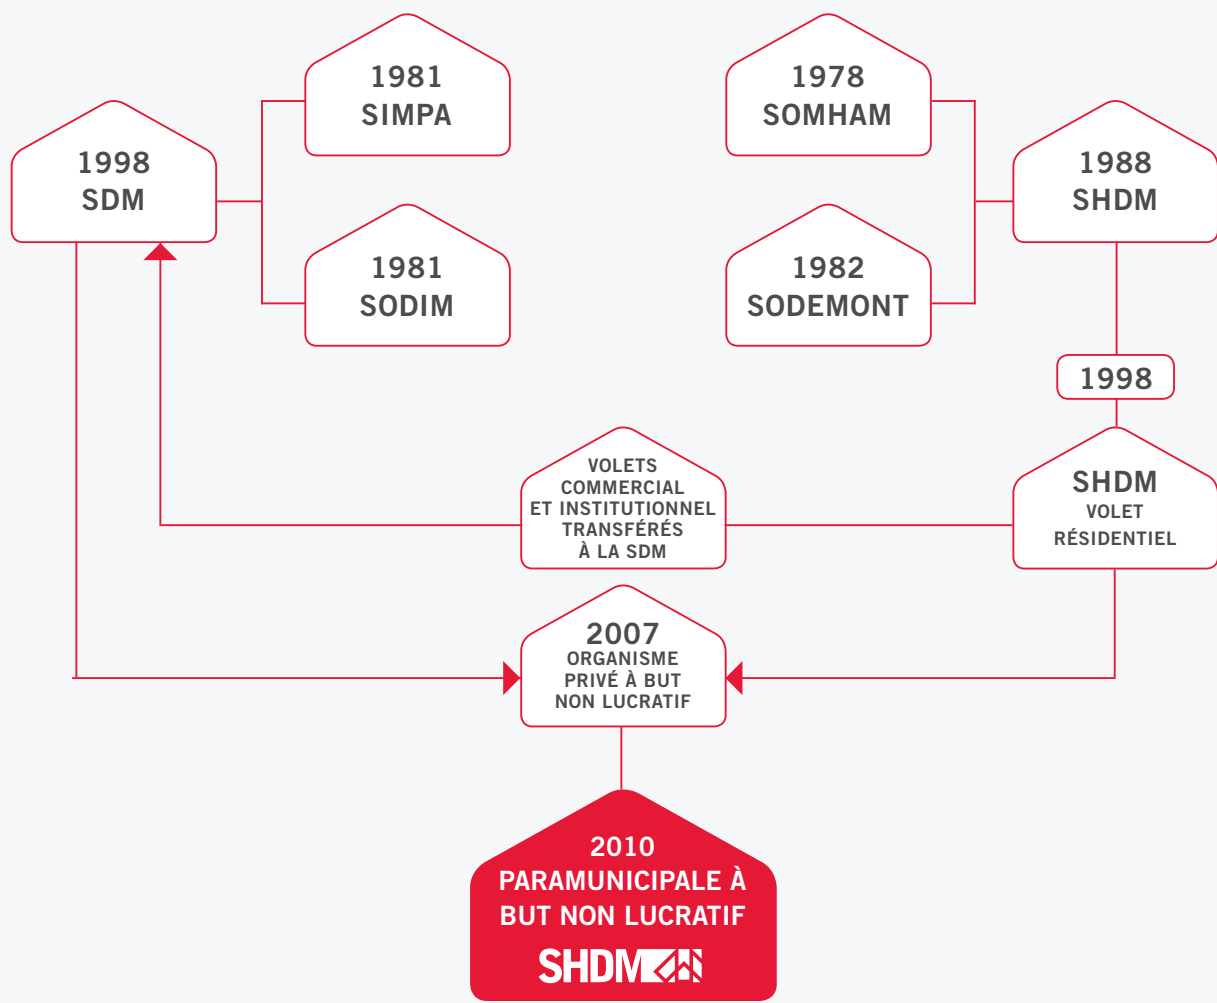 1981
SIMPA
1978
SOMHAM
1998
SDM
1988
SHDM
1981
SODIM
1982
SODEMONT
1998
VOLETS
COMMERCIAL
ET INSTITUTIONNEL
TRANSFÉRÉS
À LA SDM
SHDM
VOLET
RÉSIDENTIEL
2007
ORGANISME
PRIVÉ À BUT
NON LUCRATIF
2010
PARAMUNICIPALE À
BUT NON LUCRATIF
SHDM